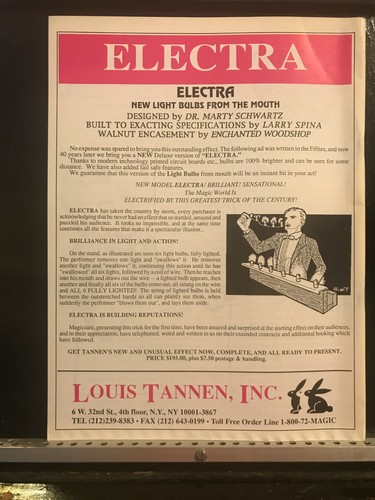 ELECTRA
ELECTRA
NEW LIGHT BULBS FROM THE MOUTH
DESIGNED by DR. MARTY SCHWARTZ
BUILT TO EXACTING SPECIFICATIONS by LARRY SPINA
WALNUT ENCASEMENT by ENCHANTED WOODSHOP
No expense was spared to bring you this outstanding effect. The following ad was written in the Fifties, and now
40 years later we bring you a NEW Deluxe version of "ELECTRA."
Thanks to modern technology printed circuit boards etc., bulbs are 100% brighter and can be seen for some
distance. We have also added fail safe features.
We guarantee that this version of the Light Bulbs from mouth will be an instant hit in your act!
NEW MODEL ELECTRA! BRILLIANT! SENSATIONAL!
The Magic World Is
ELECTRIFIED BY THIS GREATEST TRICK OF THE CENTURY!
ELECTRA has taken the country by storm, every purchaser is
acknowledging that he never had an effect that so startled, amazed and
puzzled his audience. It looks so impossible, and at the same time
combines all the features that make it a spectacular illusion..
BRILLIANCE IN LIGHT AND ACTION!
On the stand, as illustrated are seen six light bulbs, fully lighted.
The performer removes one light and "swallows" it. He removes
another light and "swallows" it, continuing this action until he has
"swallowed" all six lights, followed by a coil of wire. Then he reaches
into his mouth and draws out the wire – a lighted bulb appears, then
another and finally all six of the bulbs come out, all strung on the wire
and ALL 6 FULLY LIGHTED! The string of lighted bulbs is held
between the outstretched hands so all can plainly see them, when
suddenly the performer "blows them out", and lays them aside.
ELECTRA IS BUILDING REPUTATIONS!
Magicians, presenting this trick for the first time, have been amazed and surprised at the startling effect on their audiences,
and in their appreciation, have telephoned, wired and written to us on their extended contracts and additional booking which
have followed.
GET TANNEN'S NEW AND UNUSUAL EFFECT NOW, COMPLETE, AND ALL READY TO PRESENT.
PRICE $195.00, plus $7.50 postage & handling.
LOUIS TANNEN, INC.
6 W. 32nd St., 4th floor, N.Y., NY 10001-3867
TEL (212)239-8383 • FAX (212) 643-0199 • Toll Free Order Line 1-800-72-MAGIC